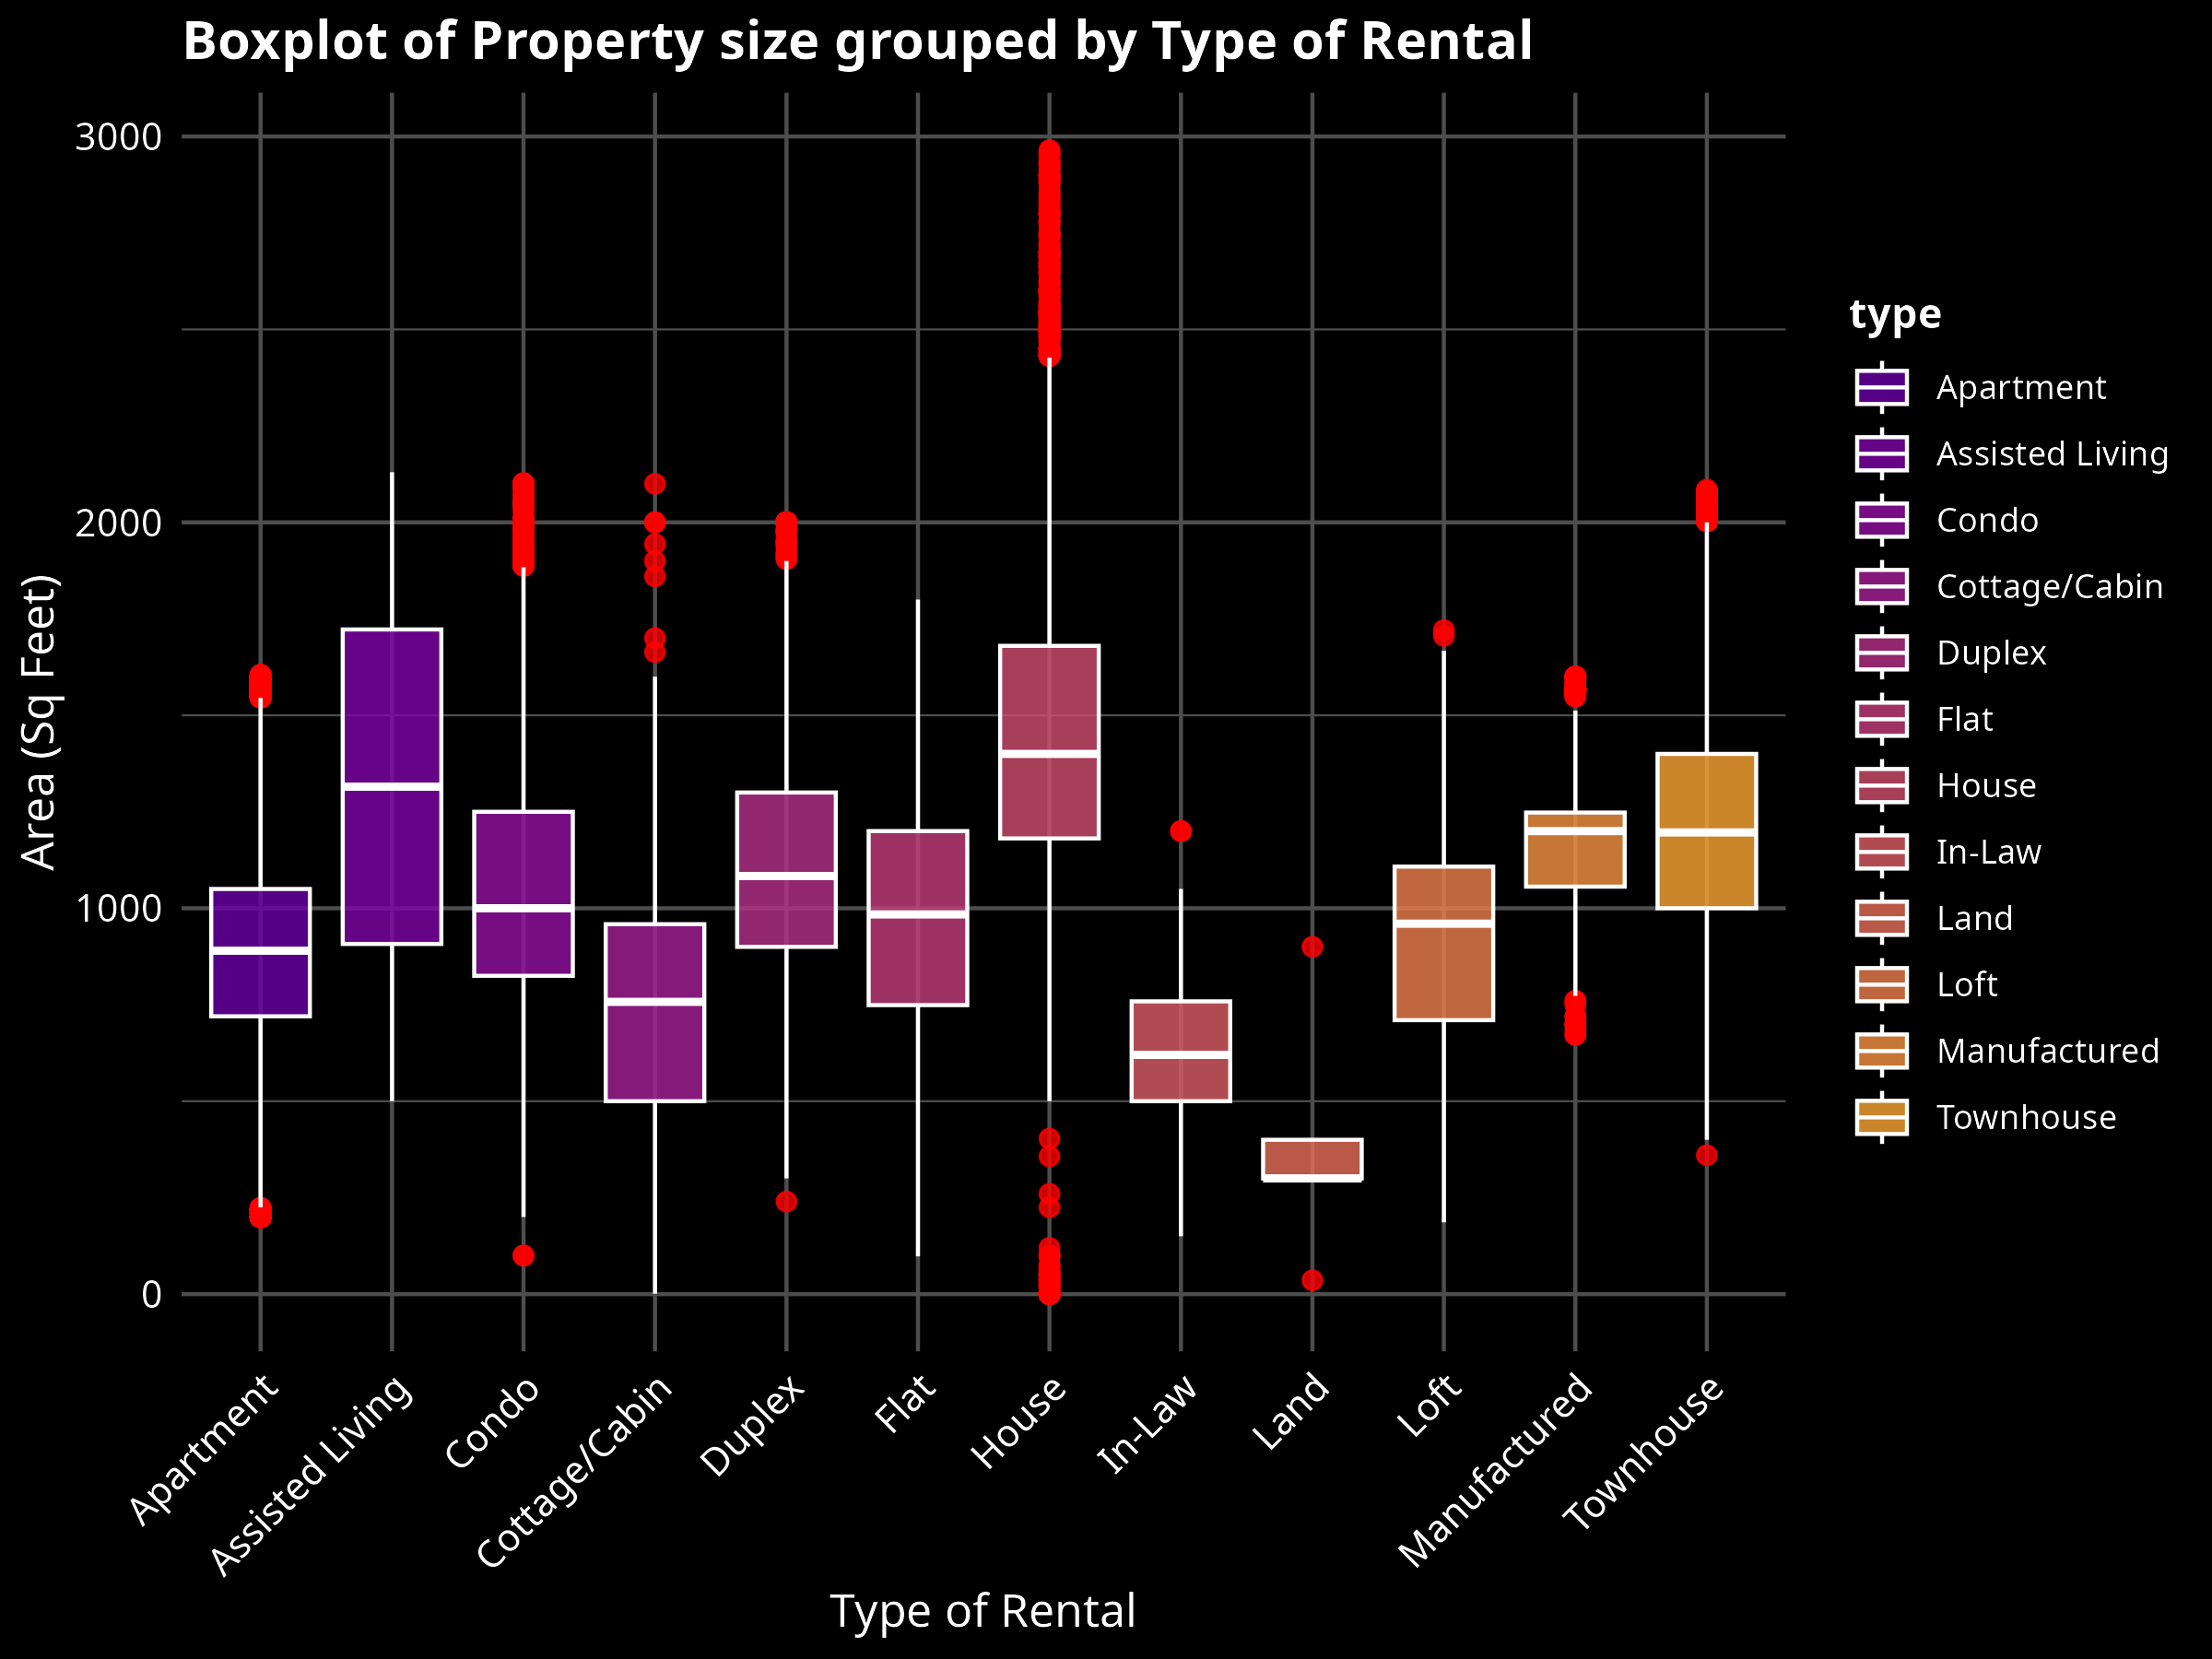 Boxplot of Property size grouped by Type of Rental
3000
2000
1000
0
Area (Sq Feet)
Apartment
Assisted Living
Condo
Cottage/Cabin
Duplex
Flat
House
In-Law
Land
Loft
Manufactured
Townhouse
Type of Rental
type
Apartment
Assisted Living
Condo
Cottage/Cabin
Duplex
Flat
House
In-Law
Land
Loft
Manufactured
Townhouse